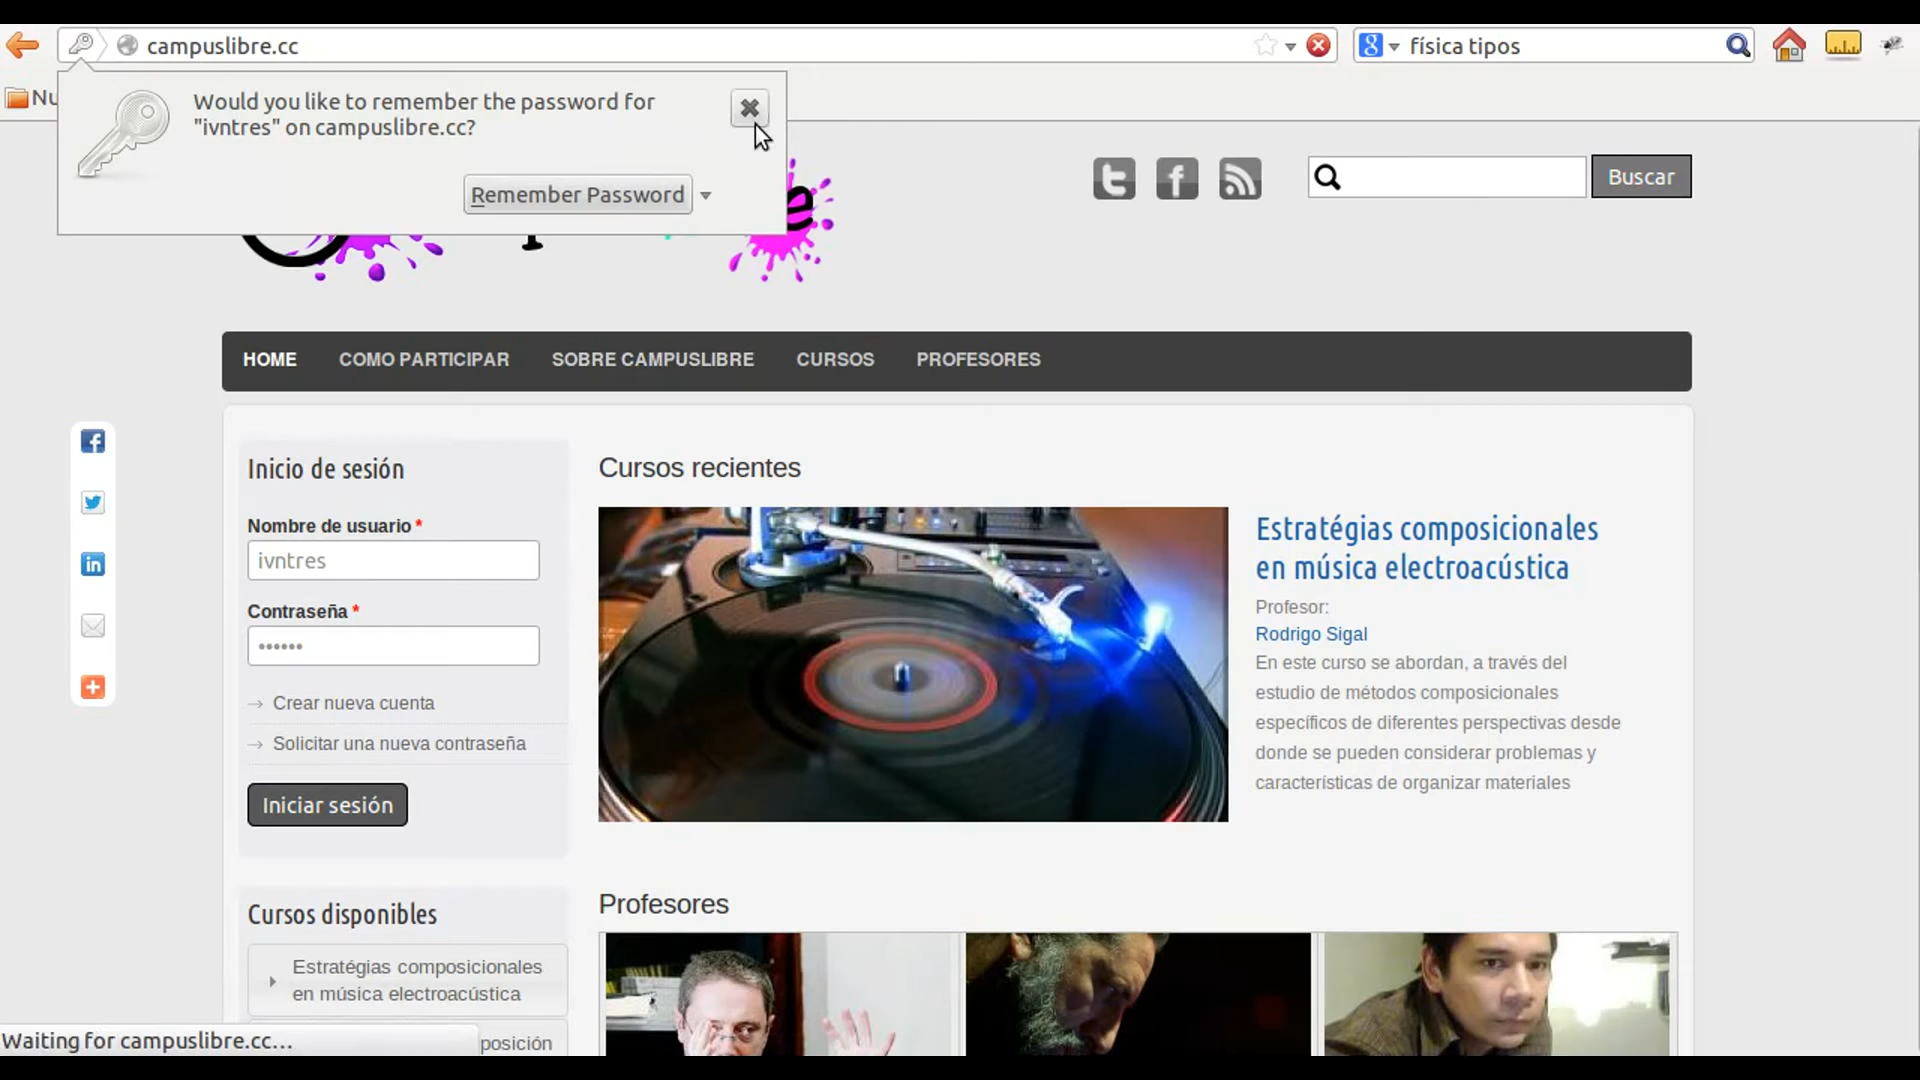 campuslibre.cc
física tipos
Nu
Would you like to remember the password for
"ivntres" on campuslibre.cc?
Remember Password
Buscar
HOME COMO PARTICIPAR SOBRE CAMPUSLIBRE CURSOS PROFESORES
Inicio de sesión
Nombre de usuario *
ivntres
Contraseña *
Crear nueva cuenta
Solicitar una nueva contraseña
Iniciar sesión
Cursos disponibles
Estratégias composicionales
en música electroacústica
posición
Cursos recientes
Estratégias composicionales
en música electroacústica
Profesor:
Rodrigo Sigal
En este curso se abordan, a través del
estudio de métodos composicionales
específicos de diferentes perspectivas desde
donde se pueden considerar problemas y
características de organizar materiales
Profesores
Waiting for campuslibre.cc...